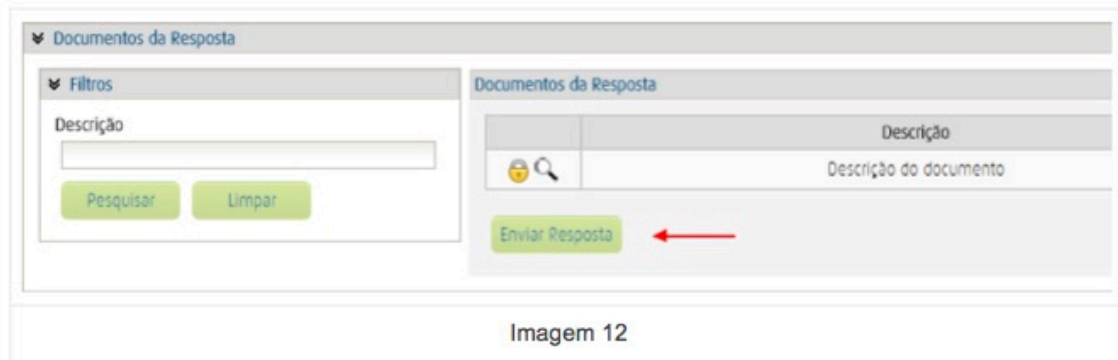 Documentos da Resposta
Filtros
Descrição
Pesquisar Limpar
Documentos da Resposta
Descrição
Descrição do documento
Enviar Resposta
Imagem 12